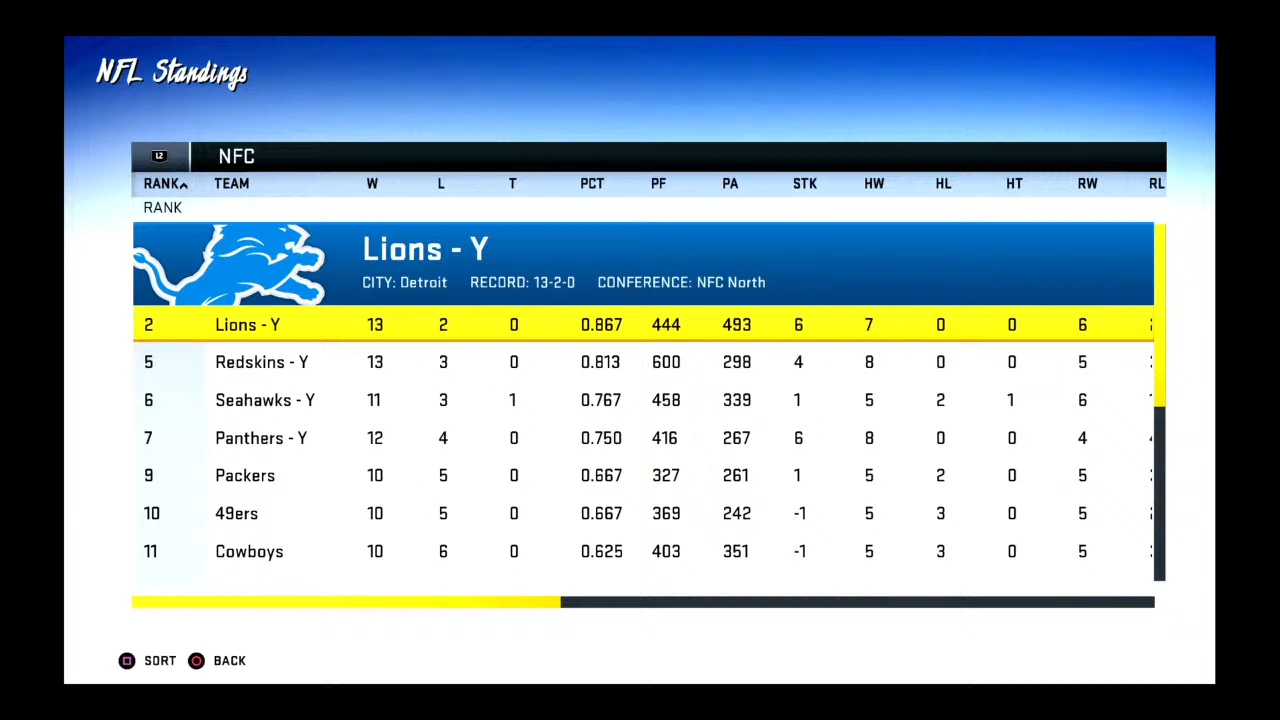 NFL Standings
L2 NFC
RANK TEAM W L T PCT PF PA STK HW HL HT RW RL
RANK
Lions - Y
CITY: Detroit RECORD: 13-2-0 CONFERENCE: NFC North
2 Lions - Y 13 2 0 0.867 444 493 6 7 0 0 6
5 Redskins - Y 13 3 0 0.813 600 298 4 8 0 0 5
6 Seahawks - Y 11 3 1 0.767 458 339 1 5 2 1 6
7 Panthers - Y 12 4 0 0.750 416 267 6 8 0 0 4
9 Packers 10 5 0 0.667 327 261 1 5 2 0 5
10 49ers 10 5 0 0.667 369 242 -1 5 3 0 5
11 Cowboys 10 6 0 0.625 403 351 -1 5 3 0 5
SORT BACK